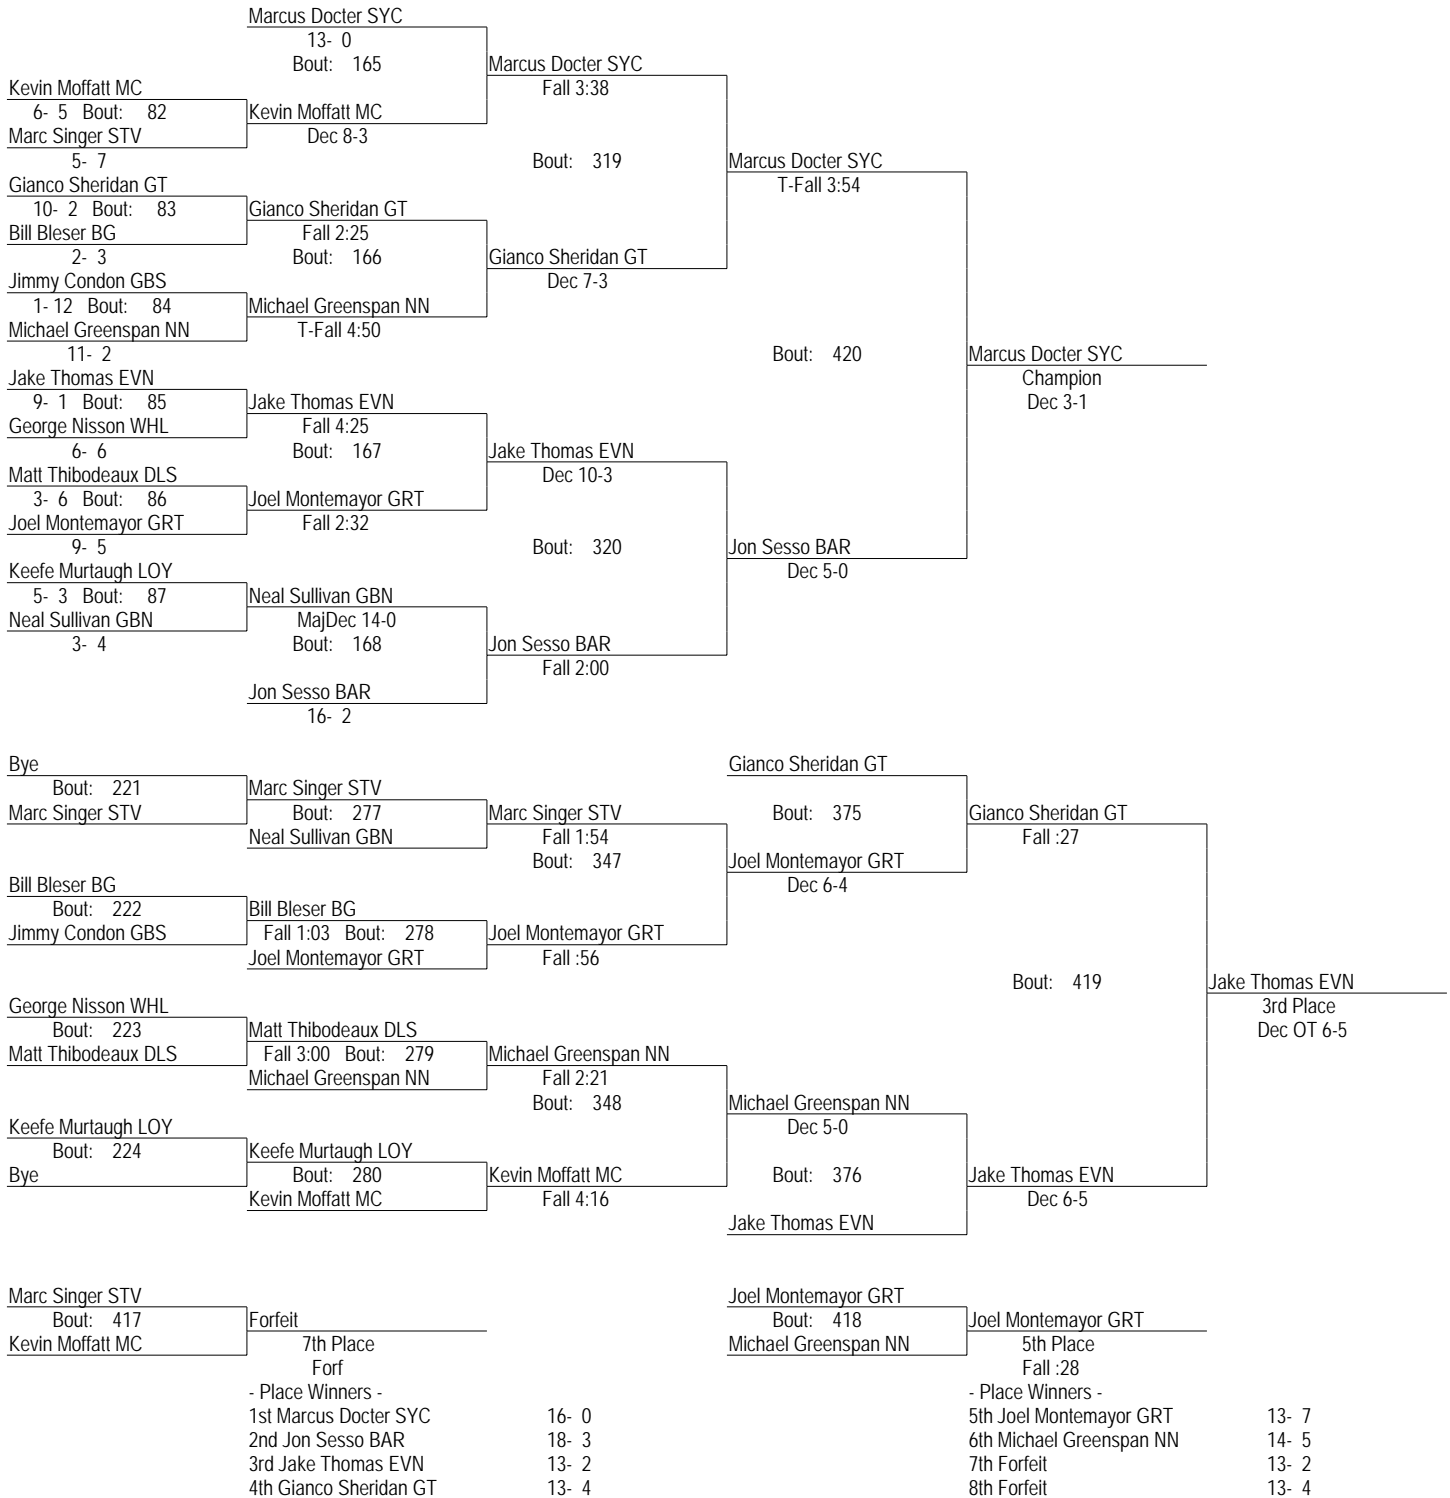 Marcus Docter SYC
13- 0
Bout: 165
Marcus Docter SYC
Kevin Moffatt MC
Fall 3:38
6- 5 Bout: 82
Kevin Moffatt MC
Marc Singer STV
Dec 8-3
5- 7
Bout: 319
Marcus Docter SYC
Gianco Sheridan GT
T-Fall 3:54
10- 2 Bout: 83
Gianco Sheridan GT
Bill Bleser BG
Fall 2:25
2- 3
Bout: 166
Gianco Sheridan GT
Jimmy Condon GBS
Dec 7-3
1- 12 Bout: 84
Michael Greenspan NN
Michael Greenspan NN
T-Fall 4:50
11- 2
Bout: 420
Marcus Docter SYC
Jake Thomas EVN
Champion
9- 1 Bout: 85
Jake Thomas EVN
Dec 3-1
George Nisson WHL
Fall 4:25
6- 6
Bout: 167
Jake Thomas EVN
Matt Thibodeaux DLS
Dec 10-3
3- 6 Bout: 86
Joel Montemayor GRT
Joel Montemayor GRT
Fall 2:32
9- 5
Bout: 320
Jon Sesso BAR
Keefe Murtaugh LOY
Dec 5-0
5- 3 Bout: 87
Neal Sullivan GBN
Neal Sullivan GBN
MajDec 14-0
3- 4
Bout: 168
Jon Sesso BAR
Fall 2:00
Jon Sesso BAR
16- 2
Bye
Gianco Sheridan GT
Bout: 221
Marc Singer STV
Marc Singer STV
Bout: 277
Marc Singer STV
Bout: 375
Gianco Sheridan GT
Neal Sullivan GBN
Fall 1:54
Fall :27
Bout: 347
Joel Montemayor GRT
Bill Bleser BG
Dec 6-4
Bout: 222
Bill Bleser BG
Jimmy Condon GBS
Fall 1:03 Bout: 278
Joel Montemayor GRT
Joel Montemayor GRT
Fall :56
Bout: 419
Jake Thomas EVN
George Nisson WHL
3rd Place
Bout: 223
Matt Thibodeaux DLS
Dec OT 6-5
Matt Thibodeaux DLS
Fall 3:00 Bout: 279
Michael Greenspan NN
Michael Greenspan NN
Fall 2:21
Bout: 348
Michael Greenspan NN
Keefe Murtaugh LOY
Dec 5-0
Bout: 224
Keefe Murtaugh LOY
Bye
Bout: 280
Kevin Moffatt MC
Bout: 376
Jake Thomas EVN
Kevin Moffatt MC
Fall 4:16
Dec 6-5
Jake Thomas EVN
Marc Singer STV
Joel Montemayor GRT
Bout: 417
Forfeit
Bout: 418
Joel Montemayor GRT
Kevin Moffatt MC
7th Place
Michael Greenspan NN
5th Place
Forf
Fall :28
- Place Winners -
- Place Winners -
1st Marcus Docter SYC 16- 0
5th Joel Montemayor GRT 13- 7
2nd Jon Sesso BAR 18- 3
6th Michael Greenspan NN 14- 5
3rd Jake Thomas EVN 13- 2
7th Forfeit 13- 2
4th Gianco Sheridan GT 13- 4
8th Forfeit 13- 4